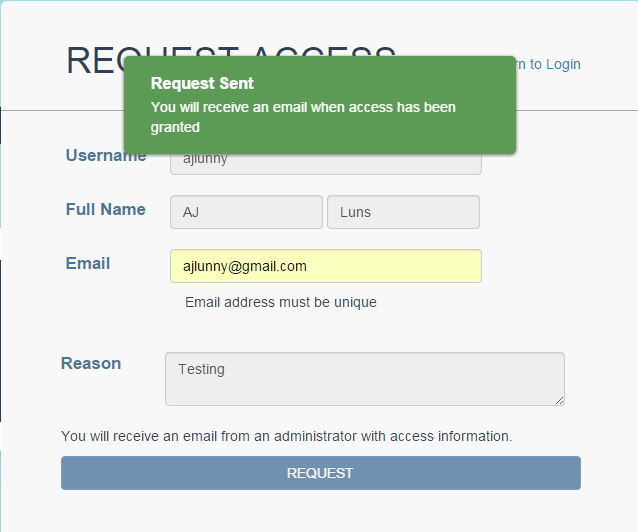 REQUEST ACCESS
rn to Login
Request Sent
You will receive an email when access has been
granted
Username ajlunny
Full Name AJ Luns
Email ajlunny@gmail.com
Email address must be unique
Reason Testing
You will receive an email from an administrator with access information.
REQUEST